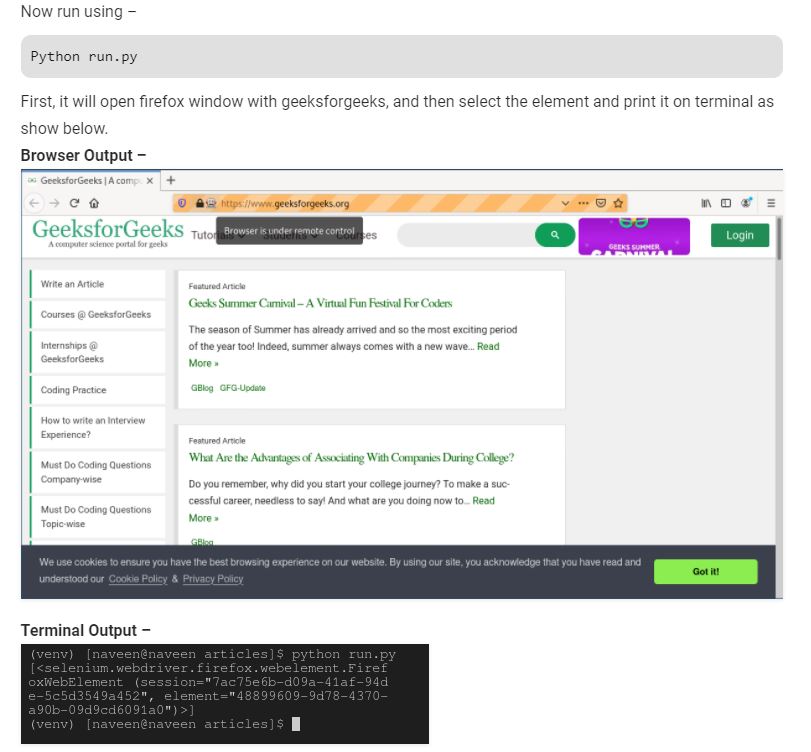 Now run using –
Python run.py
First, it will open firefox window with geeksforgeeks, and then select the element and print it on terminal as
show below.
Browser Output –
GeeksforGeeks | A comp
https://www.geeksforgeeks.org
GeeksforGeeks
A computer science portal for geeks
Tutorials Students Courses
Browser is under remote control
GEEKS SUMMER
CARNIVAL
Login
Write an Article
Courses @ GeeksforGeeks
Internships @
GeeksforGeeks
Coding Practice
How to write an Interview
Experience?
Must Do Coding Questions
Company-wise
Must Do Coding Questions
Topic-wise
Featured Article
Geeks Summer Carnival – A Virtual Fun Festival For Coders
The season of Summer has already arrived and so the most exciting period
of the year too! Indeed, summer always comes with a new wave... Read
More »
GBlog GFG-Update
Featured Article
What Are the Advantages of Associating With Companies During College?
Do you remember, why did you start your college journey? To make a suc-
cessful career, needless to say! And what are you doing now to... Read
More »
GBlog
We use cookies to ensure you have the best browsing experience on our website. By using our site, you acknowledge that you have read and
understood our Cookie Policy & Privacy Policy
Got it!
Terminal Output –
(venv) [naveen@naveen articles]$ python run.py
[<selenium.webdriver.firefox.webelement.Firef
oxWebElement (session="7ac75e6b-d09a-41af-94d
e-5c5d3549a452", element="48899609-9d78-4370-
a90b-09d9cd6091a0")>]
(venv) [naveen@naveen articles]$